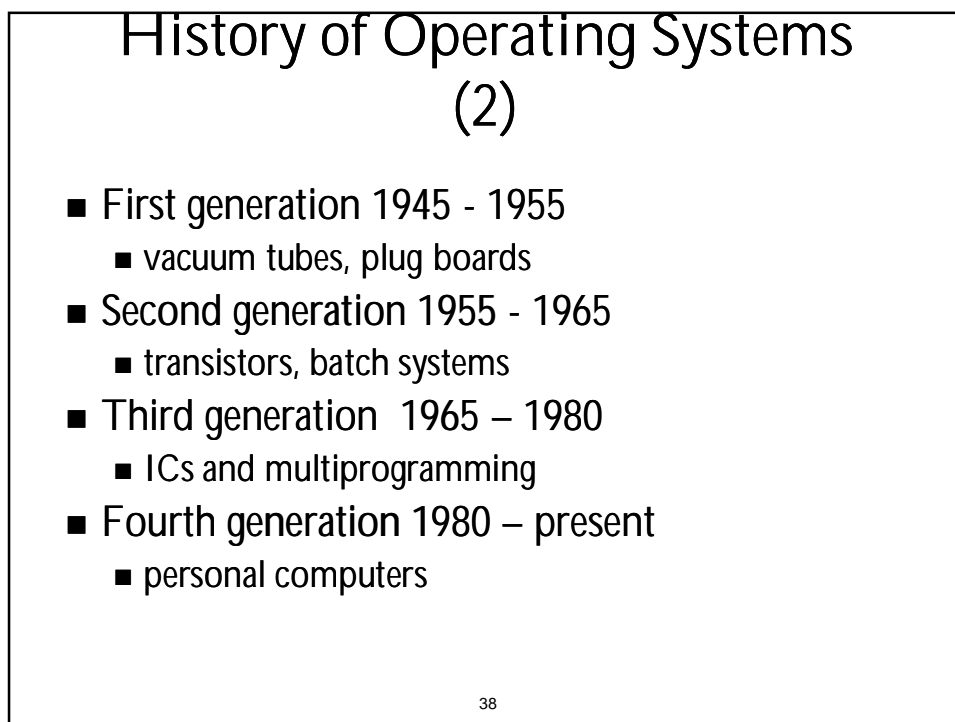 History of Operating Systems
(2)
■ First generation 1945 - 1955
■ vacuum tubes, plug boards
■ Second generation 1955 - 1965
■ transistors, batch systems
■ Third generation 1965 – 1980
■ ICs and multiprogramming
■ Fourth generation 1980 – present
■ personal computers
38